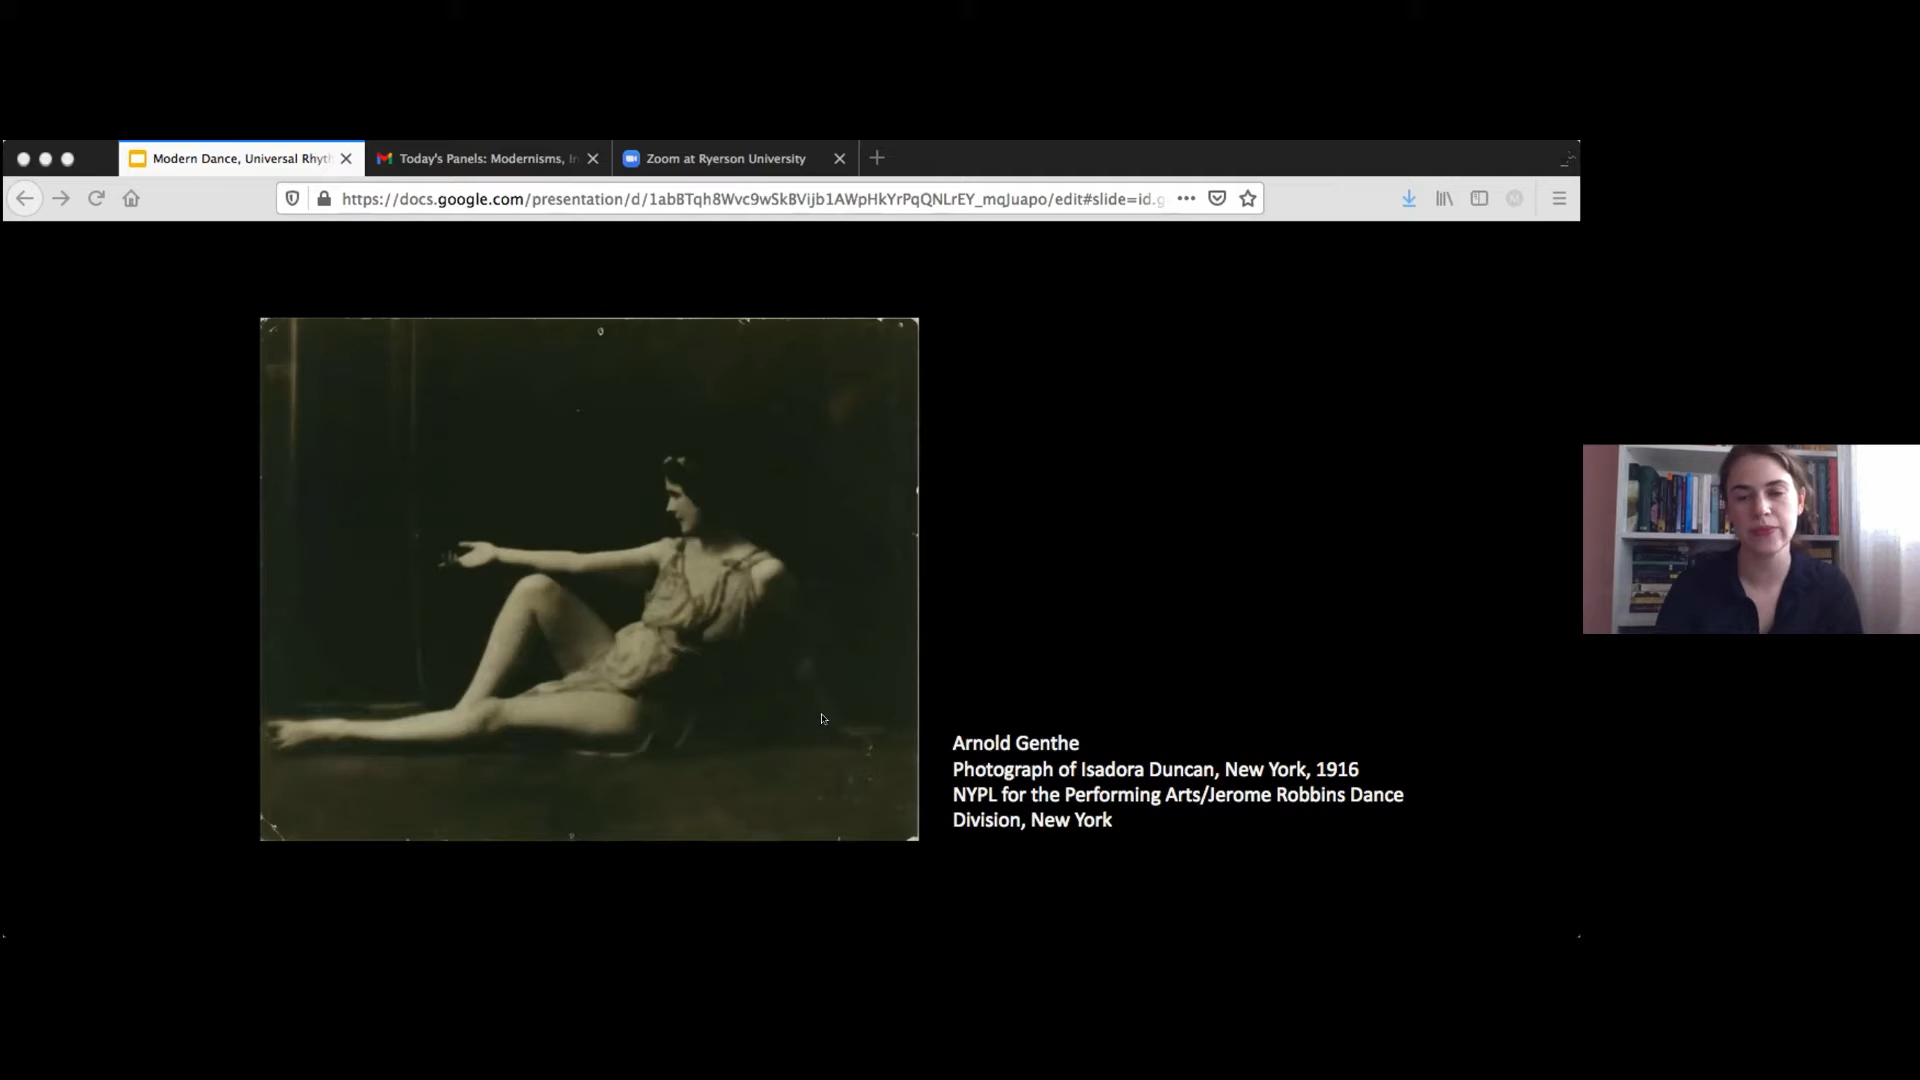 Modern Dance, Universal Rhyth
Today's Panels: Modernisms, In
Zoom at Ryerson University
https://docs.google.com/presentation/d/1abBTqh8Wvc9wSkBVijb1AWpHkYrPqQNLrEY_mqJuapo/edit#slide=id.g
Arnold Genthe
Photograph of Isadora Duncan, New York, 1916
NYPL for the Performing Arts/Jerome Robbins Dance
Division, New York